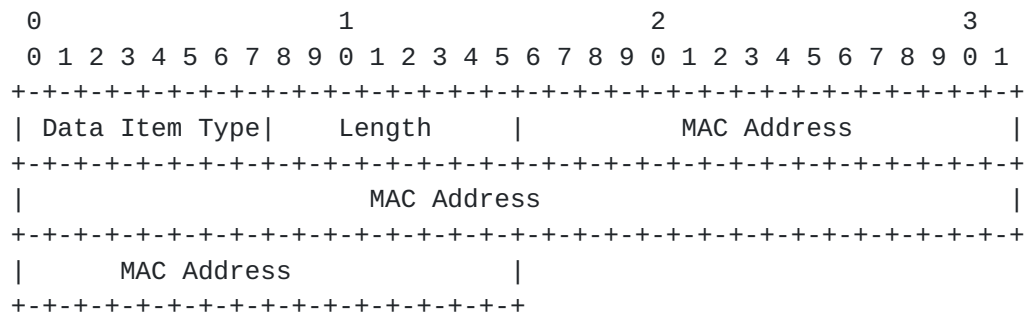 0                   1                   2                   3
 0 1 2 3 4 5 6 7 8 9 0 1 2 3 4 5 6 7 8 9 0 1 2 3 4 5 6 7 8 9 0 1
+-+-+-+-+-+-+-+-+-+-+-+-+-+-+-+-+-+-+-+-+-+-+-+-+-+-+-+-+-+-+-+-+
| Data Item Type|    Length     |          MAC Address          |
+-+-+-+-+-+-+-+-+-+-+-+-+-+-+-+-+-+-+-+-+-+-+-+-+-+-+-+-+-+-+-+-+
|                      MAC Address                              |
+-+-+-+-+-+-+-+-+-+-+-+-+-+-+-+-+-+-+-+-+-+-+-+-+-+-+-+-+-+-+-+-+
|      MAC Address              |
+-+-+-+-+-+-+-+-+-+-+-+-+-+-+-+-+